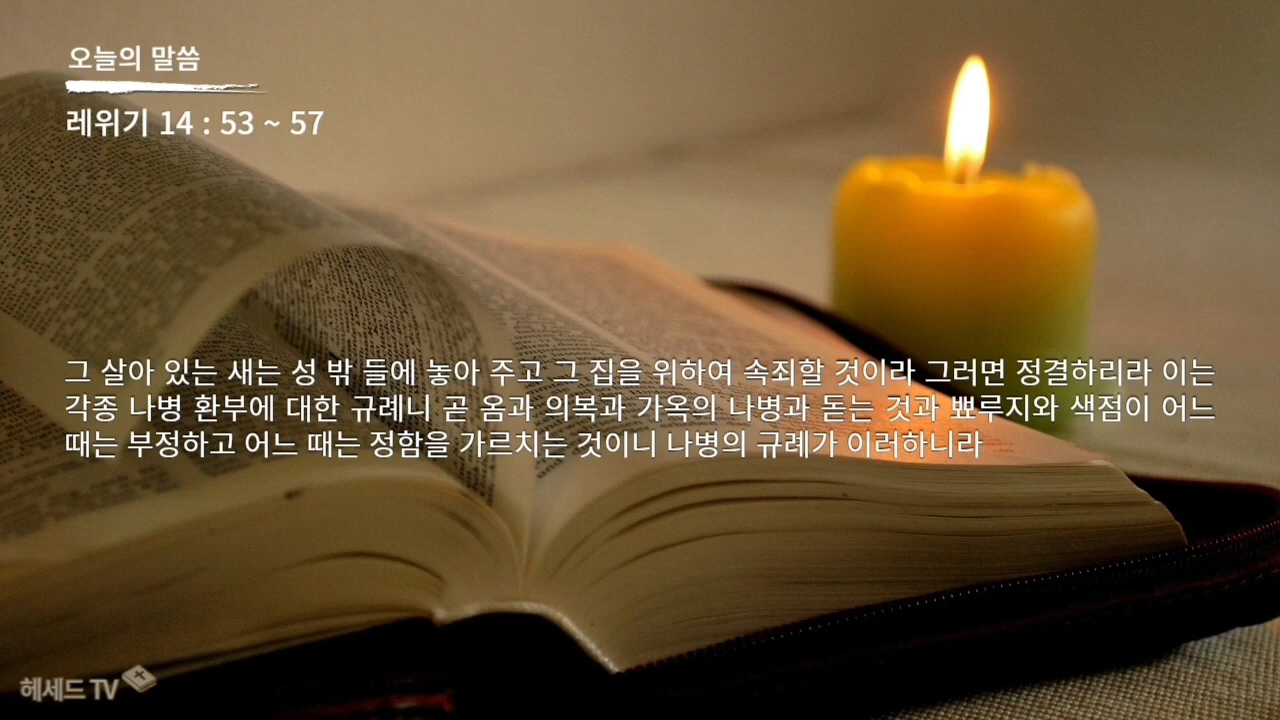 오늘의 말씀
레위기 14 : 53 ~ 57
그 살아 있는 새는 성 밖 들에 놓아 주고 그 집을 위하여 속죄할 것이라 그러면 정결하리라 이는
각종 나병 환부에 대한 규례니 곧 옴과 의복과 가옥의 나병과 돋는 것과 뾰루지와 색점이 어느
때는 부정하고 어느 때는 정함을 가르치는 것이니 나병의 규례가 이러하니라
헤세드 TV